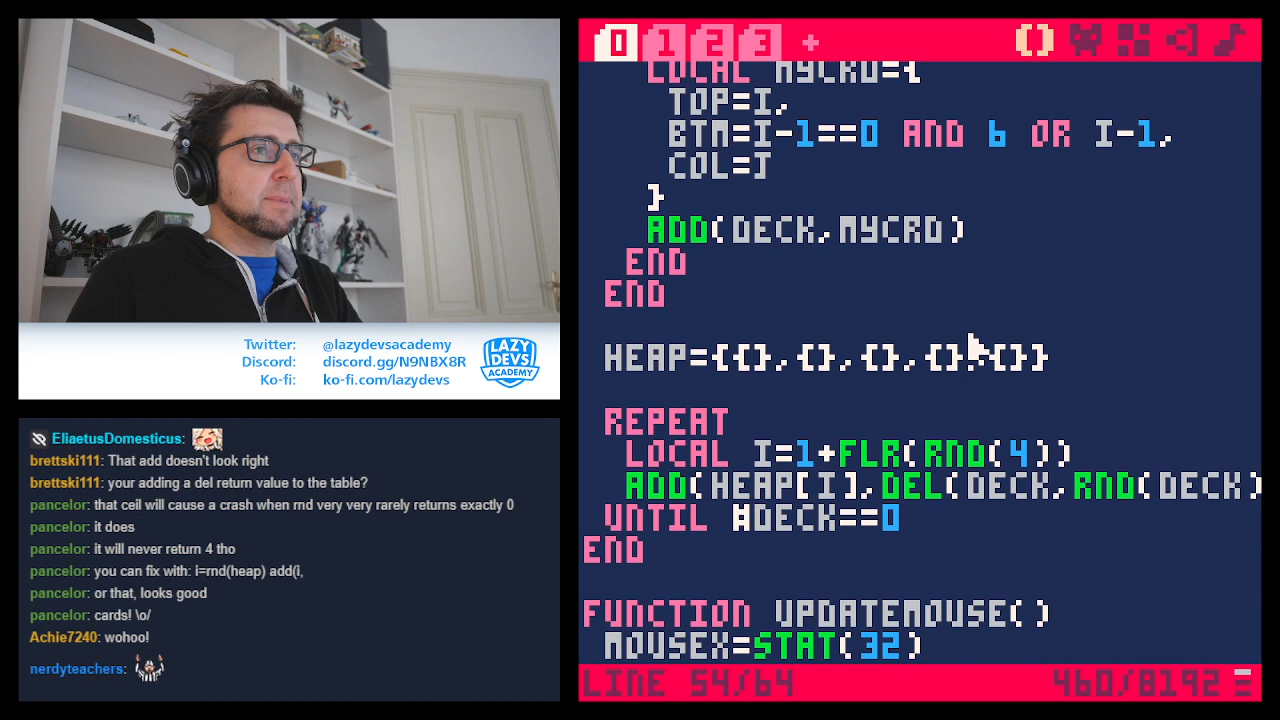 Twitter: @lazydevsacademy
Discord: discord.gg/N9NBX8R
Ko-fi: ko-fi.com/lazydevs
LAZY
DEVS
ACADEMY
EliaetusDomesticus:
brettski111: That add doesn't look right
brettski111: your adding a del return value to the table?
pancelor: that ceil will cause a crash when rnd very very rarely returns exactly 0
pancelor: it does
pancelor: it will never return 4 tho
pancelor: you can fix with: i=rnd(heap) add(i,
pancelor: or that, looks good
pancelor: cards! \o/
Achie7240: wohoo!
nerdyteachers:
0 1 2 3 +
LOCAL MYCRD={
TOP=I,
BTM=I-1==0 AND 6 OR I-1,
COL=J
}
ADD(DECK,MYCRD)
END
END
HEAP={{},{},{},{},{}}
REPEAT
LOCAL I=1+FLR(RND(4))
ADD(HEAP[I],DEL(DECK,RND(DECK)
UNTIL #DECK==0
END
FUNCTION UPDATEMOUSE()
MOUSEX=STAT(32)
LINE 54/64
460/8192